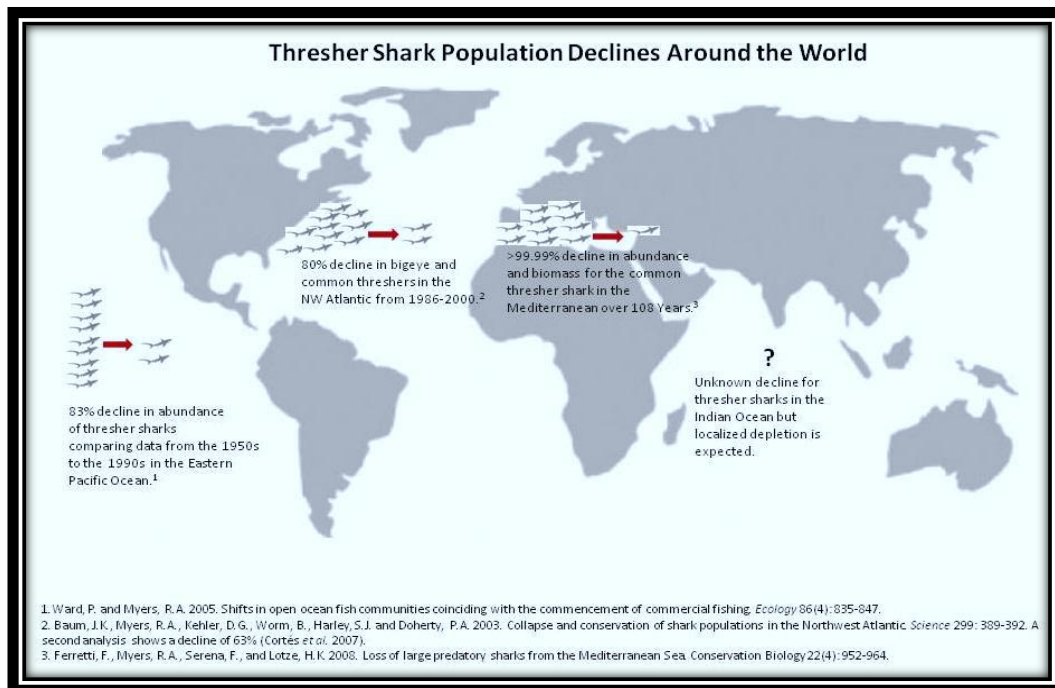 Thresher Shark Population Declines Around the World
80% decline in bigeye and
common threshers in the
NW Atlantic from 1986-2000.2
>99.99% decline in abundance
and biomass for the common
thresher shark in the
Mediterranean over 108 Years.3
83% decline in abundance
of thresher sharks
comparing data from the 1950s
to the 1990s in the Eastern
Pacific Ocean.1
?
Unknown decline for
thresher sharks in the
Indian Ocean but
localized depletion is
expected.
1. Ward, P. and Myers, R.A. 2005. Shifts in open ocean fish communities coinciding with the commencement of commercial fishing. Ecology 86(4): 835-847.
2. Baum, J.K., Myers, R.A., Kehler, D.G., Worm, B., Harley, S.J. and Doherty, P.A. 2003. Collapse and conservation of shark populations in the Northwest Atlantic. Science 299: 389-392. A
second analysis shows a decline of 63% (Cortés et al. 2007).
3. Ferretti, F., Myers, R.A., Serena, F., and Lotze, H.K. 2008. Loss of large predatory sharks from the Mediterranean Sea. Conservation Biology 22(4): 952-964.